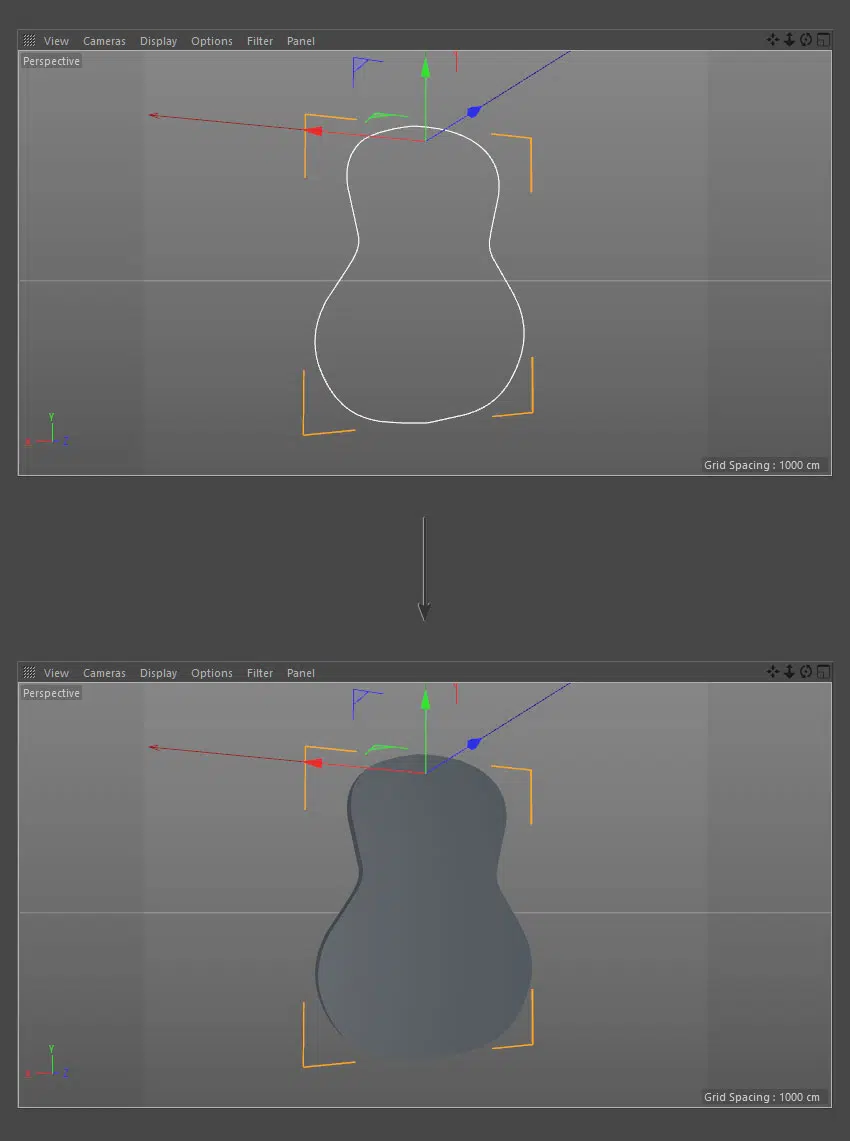 View Cameras Display Options Filter Panel
Perspective
Y
X Z
Grid Spacing : 1000 cm
View Cameras Display Options Filter Panel
Perspective
Y
X Z
Grid Spacing : 1000 cm